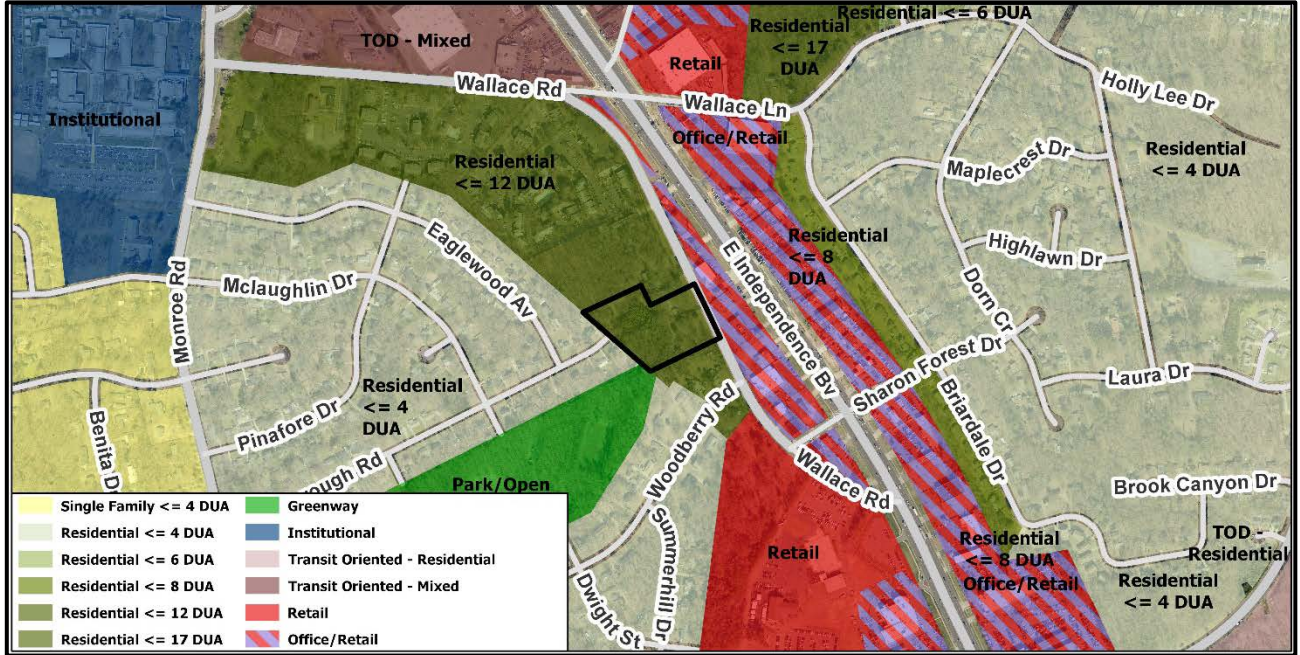 Residential <= 6 DUA
TOD - Mixed
Residential
<= 17
DUA
Retail
Holly Lee Dr
Wallace Rd
Wallace Ln
Institutional
Office/Retail
Residential
<= 12 DUA
Maplecrest Dr
Residential
<= 4 DUA
Eaglewood Av
Residential
<= 8
DUA
Highlawn Dr
Mclaughlin Dr
Monroe Rd
E Independence Bv
Dorn Cr
Sharon Forest Dr
Laura Dr
Residential
<= 4
DUA
Pinafore Dr
Benita Dr
Briardale Dr
Woodberry Rd
ough Rd
Wallace Rd
Park/Open
Brook Canyon Dr
Summerhill Dr
TOD -
Residential
Retail
Residential
<= 8 DUA
Office/Retail
Residential
<= 4 DUA
Dwight St
Single Family <= 4 DUA
Residential <= 4 DUA
Residential <= 6 DUA
Residential <= 8 DUA
Residential <= 12 DUA
Residential <= 17 DUA
Greenway
Institutional
Transit Oriented - Residential
Transit Oriented - Mixed
Retail
Office/Retail